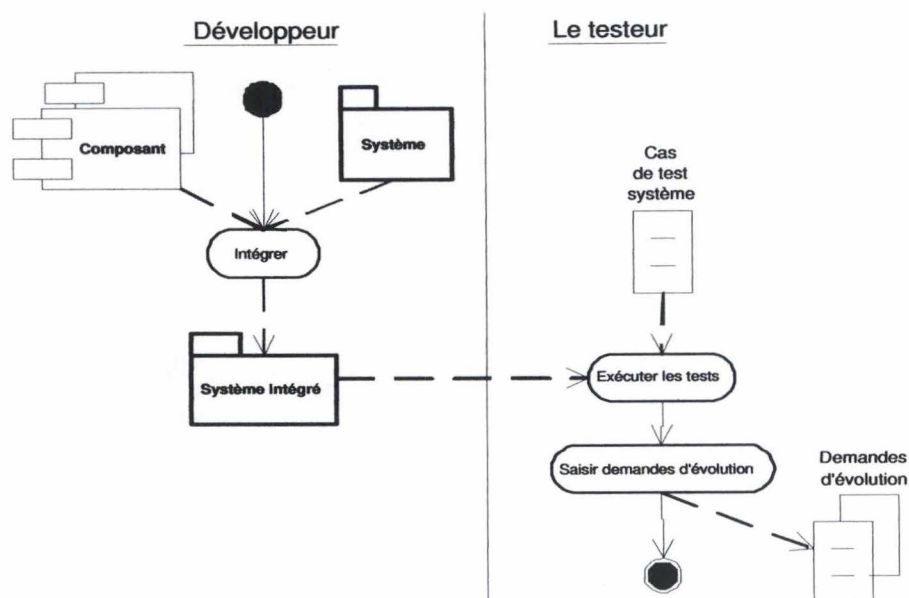 Développeur
Le testeur
Composant
Système
Cas
de test
système
Intégrer
Système Intégré
Exécuter les tests
Saisir demandes d'évolution
Demandes
d'évolution